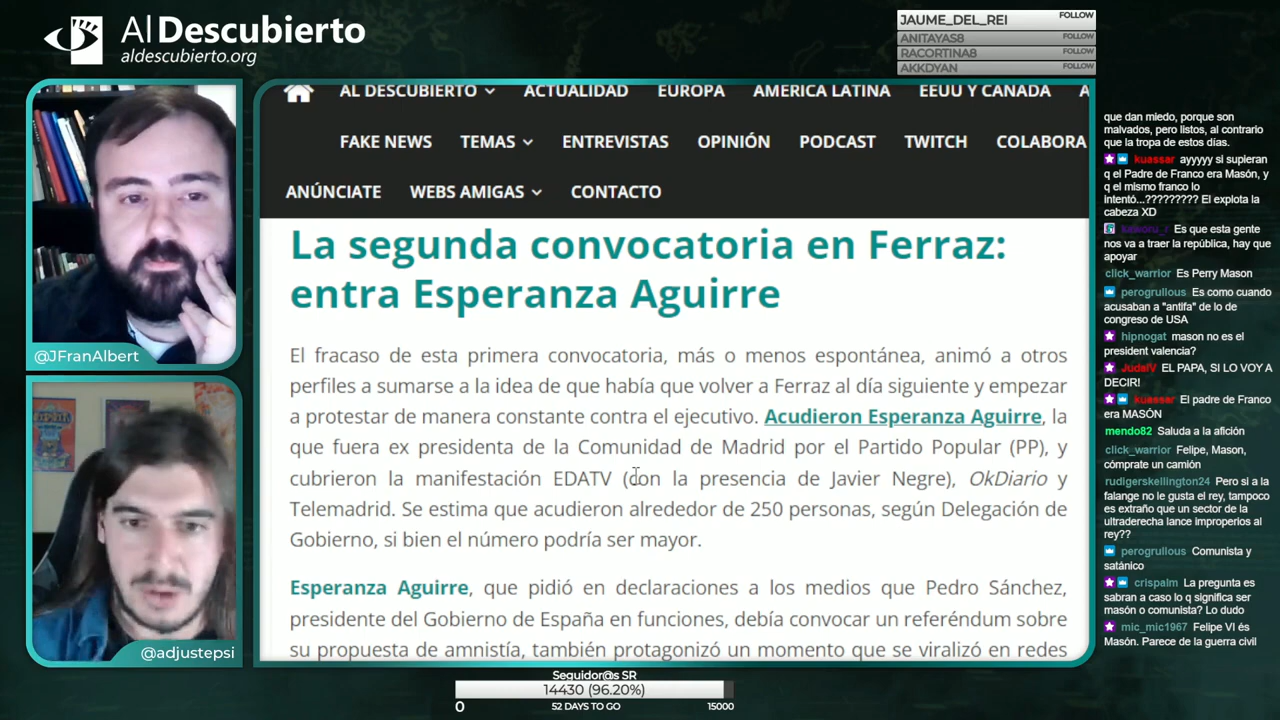 Al Descubierto
aldescubierto.org
JAUME_DEL_REI FOLLOW
ANITAYAS8 FOLLOW
RACORTINA8 FOLLOW
AKKDYAN FOLLOW
AL DESCUBIERTO ACTUALIDAD EUROPA AMÉRICA LATINA EEUU Y CANADA A
FAKE NEWS TEMAS ENTREVISTAS OPINIÓN PODCAST TWITCH COLABORA
ANÚNCIATE WEBS AMIGAS CONTACTO
La segunda convocatoria en Ferraz:
entra Esperanza Aguirre
El fracaso de esta primera convocatoria, más o menos espontánea, animó a otros
perfiles a sumarse a la idea de que había que volver a Ferraz al día siguiente y empezar
a protestar de manera constante contra el ejecutivo. Acudieron Esperanza Aguirre, la
que fuera ex presidenta de la Comunidad de Madrid por el Partido Popular (PP), y
cubrieron la manifestación EDATV (con la presencia de Javier Negre), OkDiario y
Telemadrid. Se estima que acudieron alrededor de 250 personas, según Delegación de
Gobierno, si bien el número podría ser mayor.
Esperanza Aguirre, que pidió en declaraciones a los medios que Pedro Sánchez,
presidente del Gobierno de España en funciones, debía convocar un referéndum sobre
su propuesta de amnistía, también protagonizó un momento que se viralizó en redes
@JFranAlbert
@adjustepsi
que dan miedo, porque son
malvados, pero listos, al contrario
que la tropa de estos días.
kuassar ayyyyy si supieran
q el Padre de Franco era Masón, y
q el mismo franco lo
intentó...????????? El explota la
cabeza XD
Es que esta gente
nos va a traer la república, hay que
apoyar
click_warrior Es Perry Mason
perogrullous Es como cuando
acusaban a "antifa" de lo de
congreso de USA
hipnogat mason no es el
president valencia?
JudalV EL PAPA, SI LO VOY A
DECIR!
kuassar El padre de Franco
era MASÒN
mendo82 Saluda a la afición
click_warrior Felipe, Mason,
cómprate un camión
rudigerskellington24 Pero si a la
falange no le gusta el rey, tampoco
es extraño que un sector de la
ultraderecha lance improperios al
rey??
perogrullous Comunista y
satánico
crispalm La pregunta es
sabran a caso lo q significa ser
masón o comunista? Lo dudo
mic_mic1967 Felipe VI és
Masón. Parece de la guerra civil
Seguidor@s SR
14430 (96.20%)
0 52 DAYS TO GO 15000